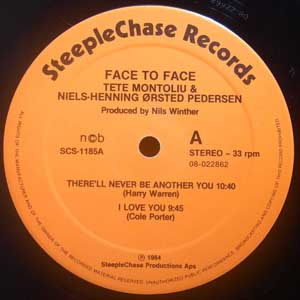 SteepleChase Records
FACE TO FACE
TETE MONTOLIU &
NIELS-HENNING ØRSTED PEDERSEN
Produced by Nils Winther
n©b
A
SCS-1185A
STEREO - 33 rpm
08-022862
THERE'LL NEVER BE ANOTHER YOU 10:40
(Harry Warren)
I LOVE YOU 9:45
(Cole Porter)
℗ 1984
SteepleChase Productions Aps